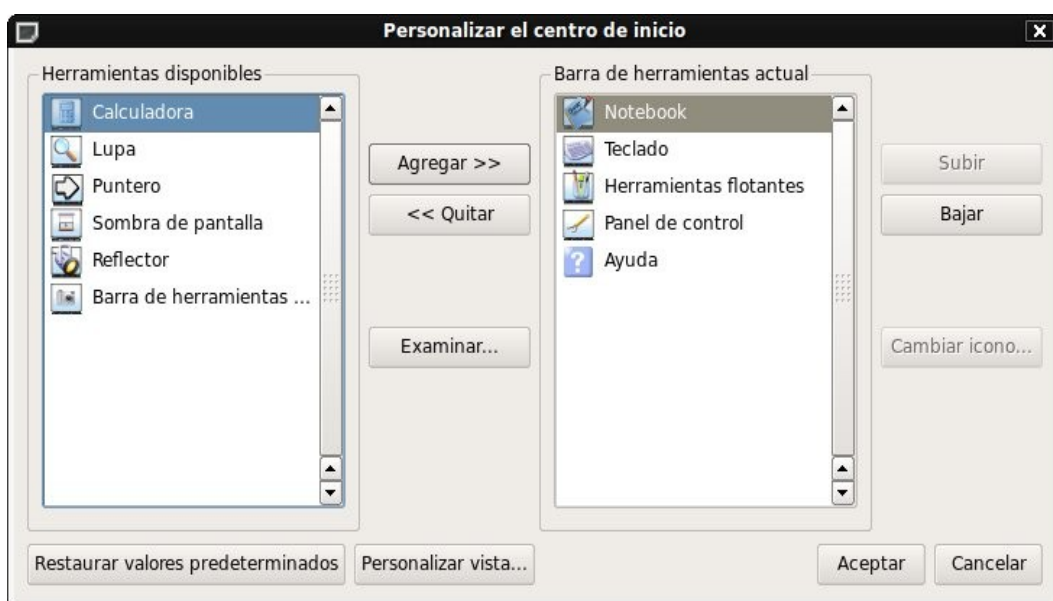 Personalizar el centro de inicio
Herramientas disponibles
Calculadora
Lupa
Puntero
Sombra de pantalla
Reflector
Barra de herramientas ...
Agregar >>
<< Quitar
Examinar...
Barra de herramientas actual
Notebook
Teclado
Herramientas flotantes
Panel de control
Ayuda
Subir
Bajar
Cambiar icono...
Restaurar valores predeterminados
Personalizar vista...
Aceptar
Cancelar